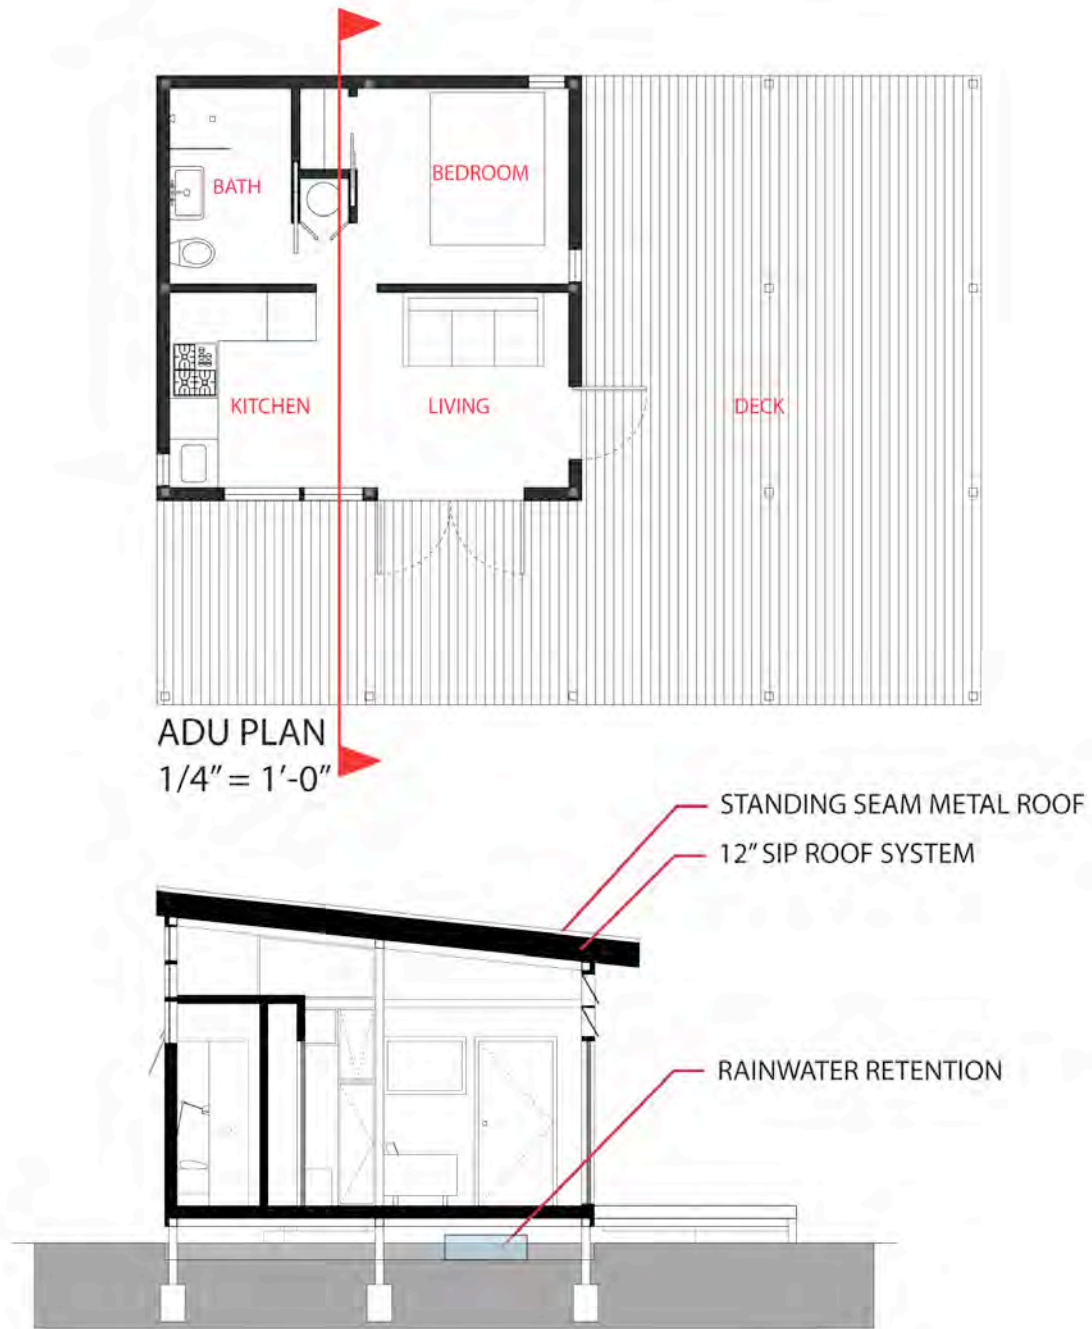 BATH
BEDROOM
KITCHEN
LIVING
DECK
ADU PLAN
1/4" = 1'-0"
STANDING SEAM METAL ROOF
12" SIP ROOF SYSTEM
RAINWATER RETENTION